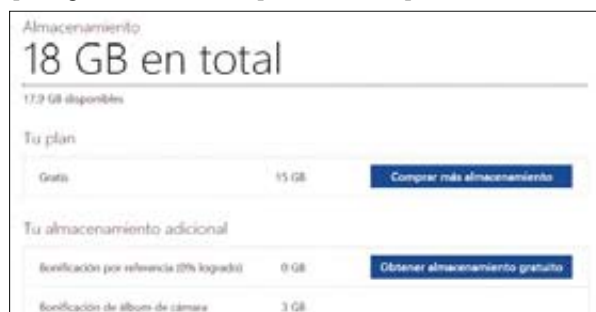 Almacenamiento
18 GB en total
17,9 GB disponibles
Tu plan
Gratis 15 GB Comprar más almacenamiento
Tu almacenamiento adicional
Bonificación por referencia (0% logrado) 0 GB Obtener almacenamiento gratuito
Bonificación de álbum de cámara 3 GB